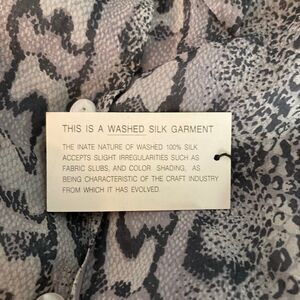 THIS IS A WASHED SILK GARMENT
THE INATE NATURE OF WASHED 100% SILK
ACCEPTS SLIGHT IRREGULARITIES SUCH AS
FABRIC SLUBS, AND COLOR SHADING, AS
BEING CHARACTERISTIC OF THE CRAFT INDUSTRY
FROM WHICH IT HAS EVOLVED.